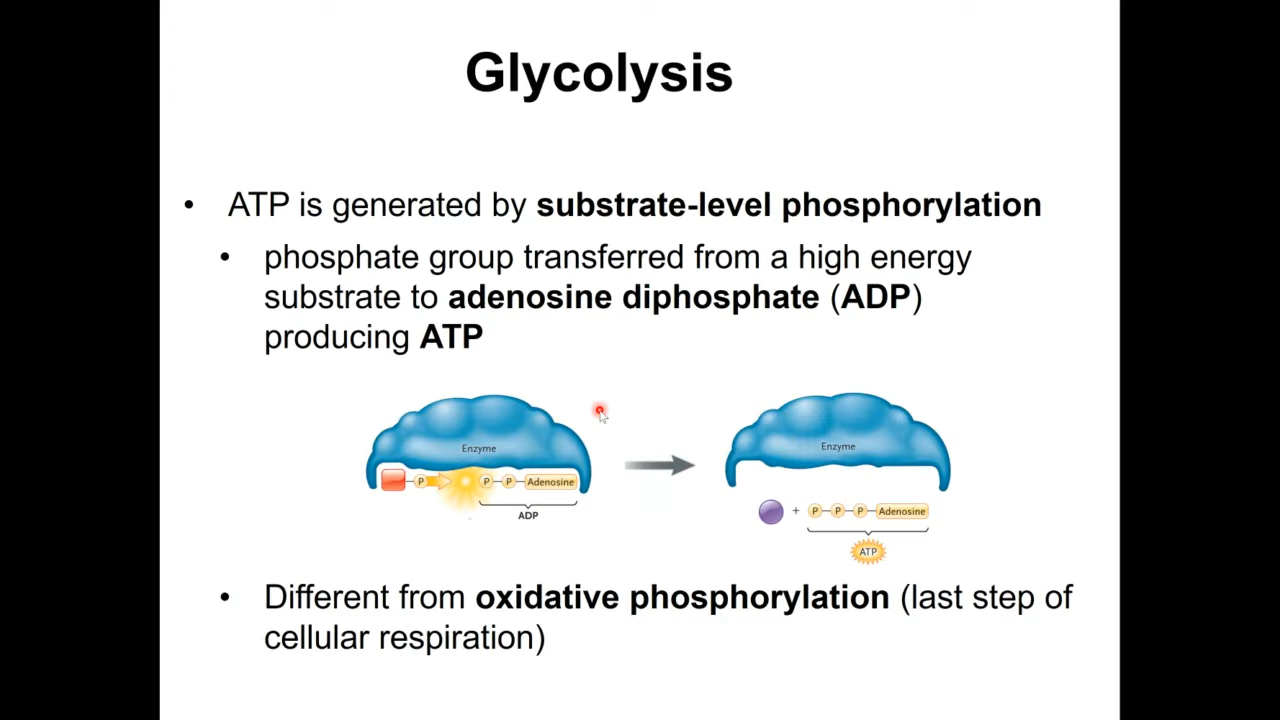 Glycolysis
• ATP is generated by substrate-level phosphorylation
• phosphate group transferred from a high energy
substrate to adenosine diphosphate (ADP)
producing ATP
Enzyme
P P P Adenosine
ADP
Enzyme
+ P P P Adenosine
ATP
• Different from oxidative phosphorylation (last step of
cellular respiration)